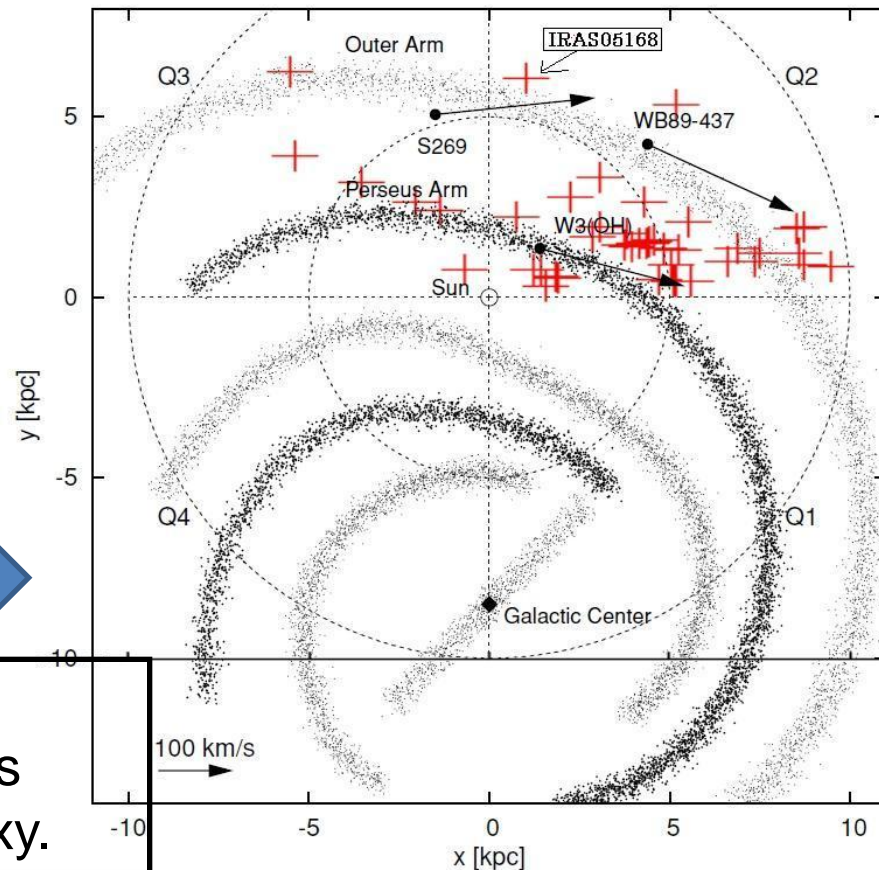 Outer Arm
IRAS05168
Q3
Q2
5
WB89-437
S269
Perseus Arm
W3(OH)
Sun
0
y [kpc]
-5
Q4
Q1
Galactic Center
-10
100 km/s
s
xy.
-10
-5
0
5
10
x [kpc]